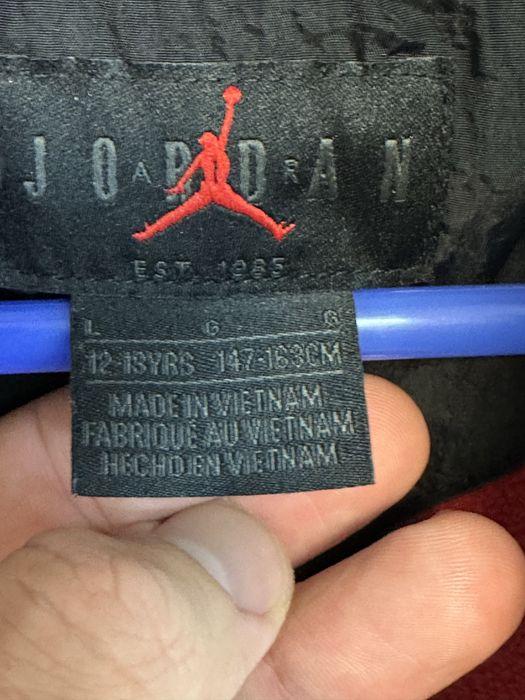 JORDAN
AIR
EST. 1985
L G G
12-13YRS 147-163CM
MADE IN VIETNAM
FABRIQUÉ AU VIETNAM
HECHO EN VIETNAM